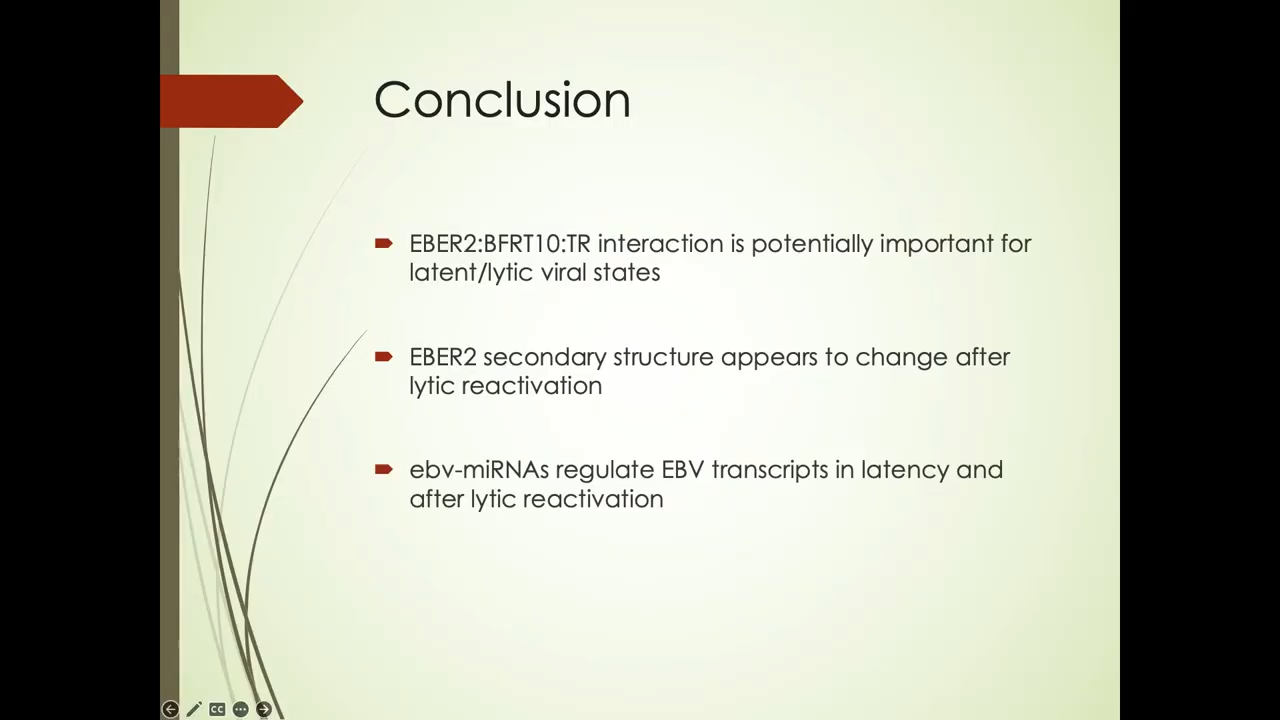 Conclusion
EBER2:BFRT10:TR interaction is potentially important for
latent/lytic viral states
EBER2 secondary structure appears to change after
lytic reactivation
ebv-miRNAs regulate EBV transcripts in latency and
after lytic reactivation
CC